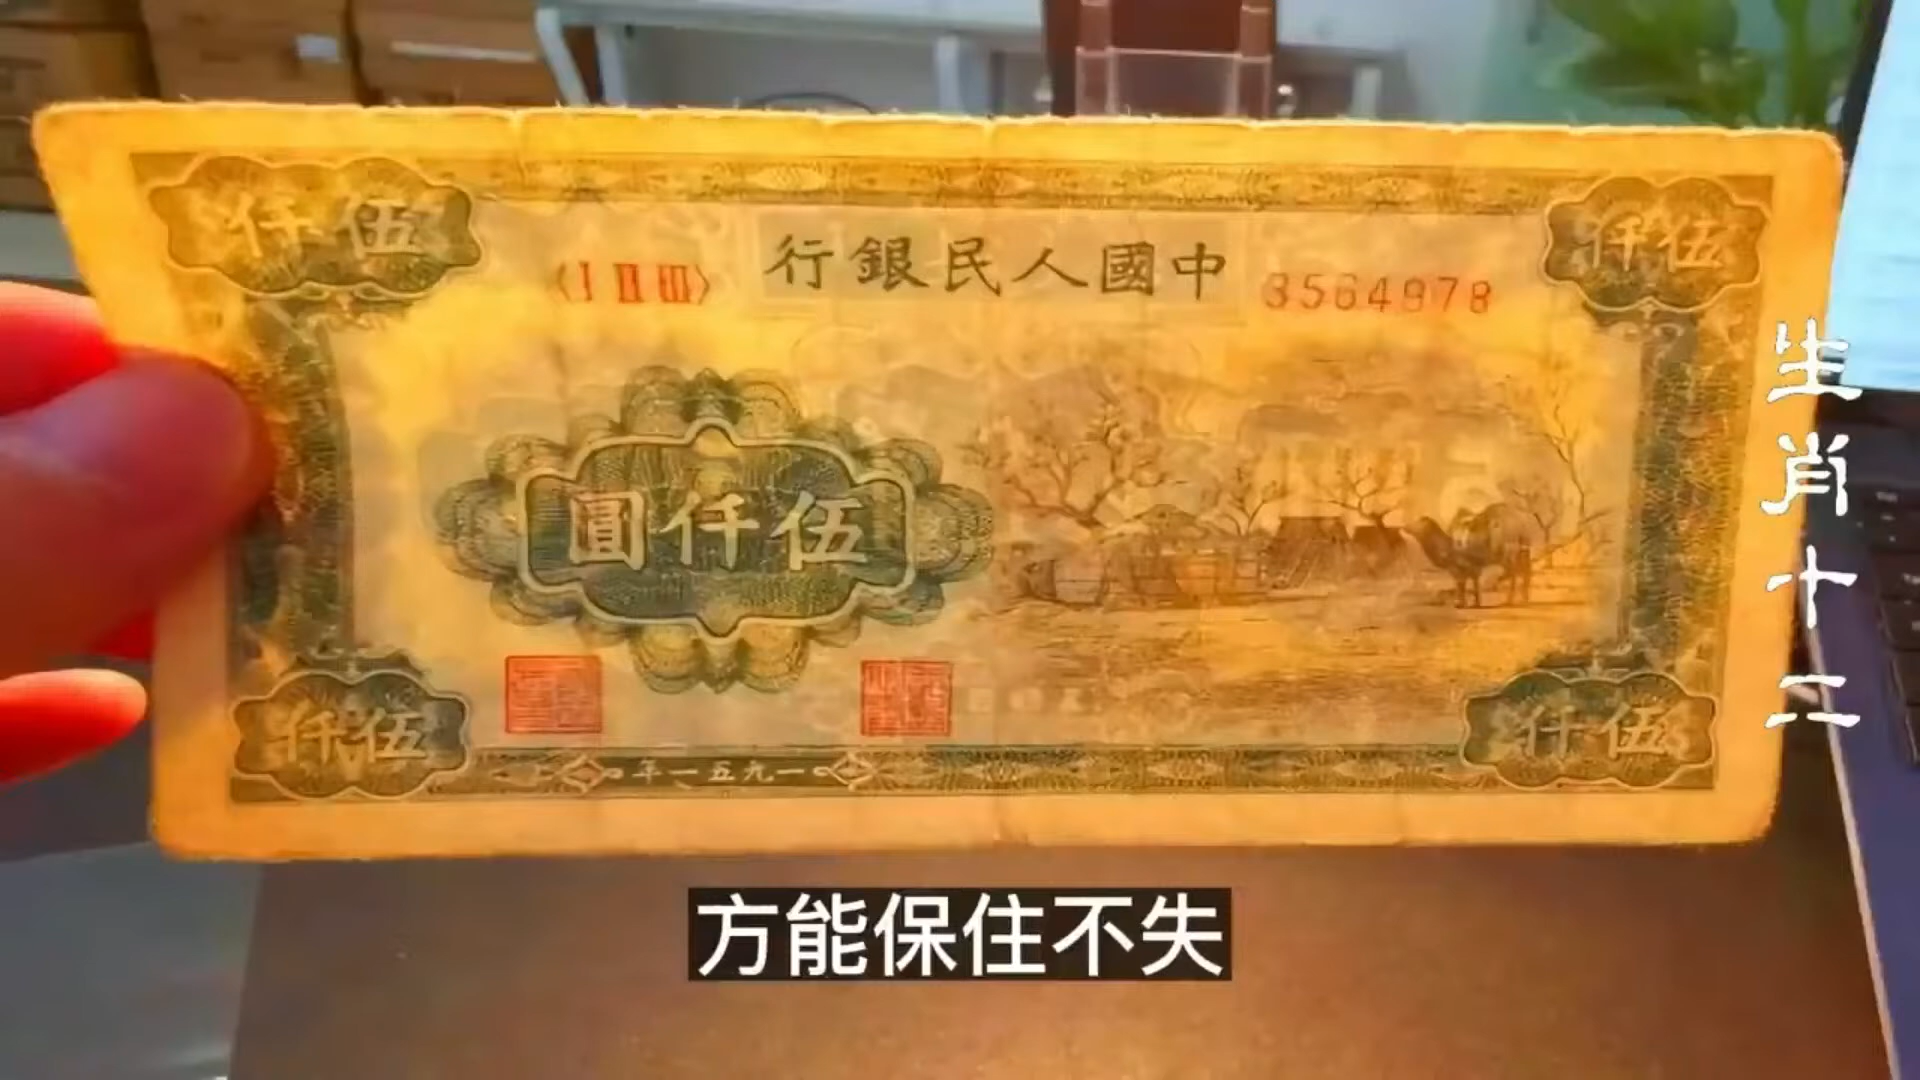 伍仟
伍仟
中國人民銀行
〈I II III〉
3564978
伍仟圓
伍仟
伍仟
一九五一年
生肖十二
方能保住不失